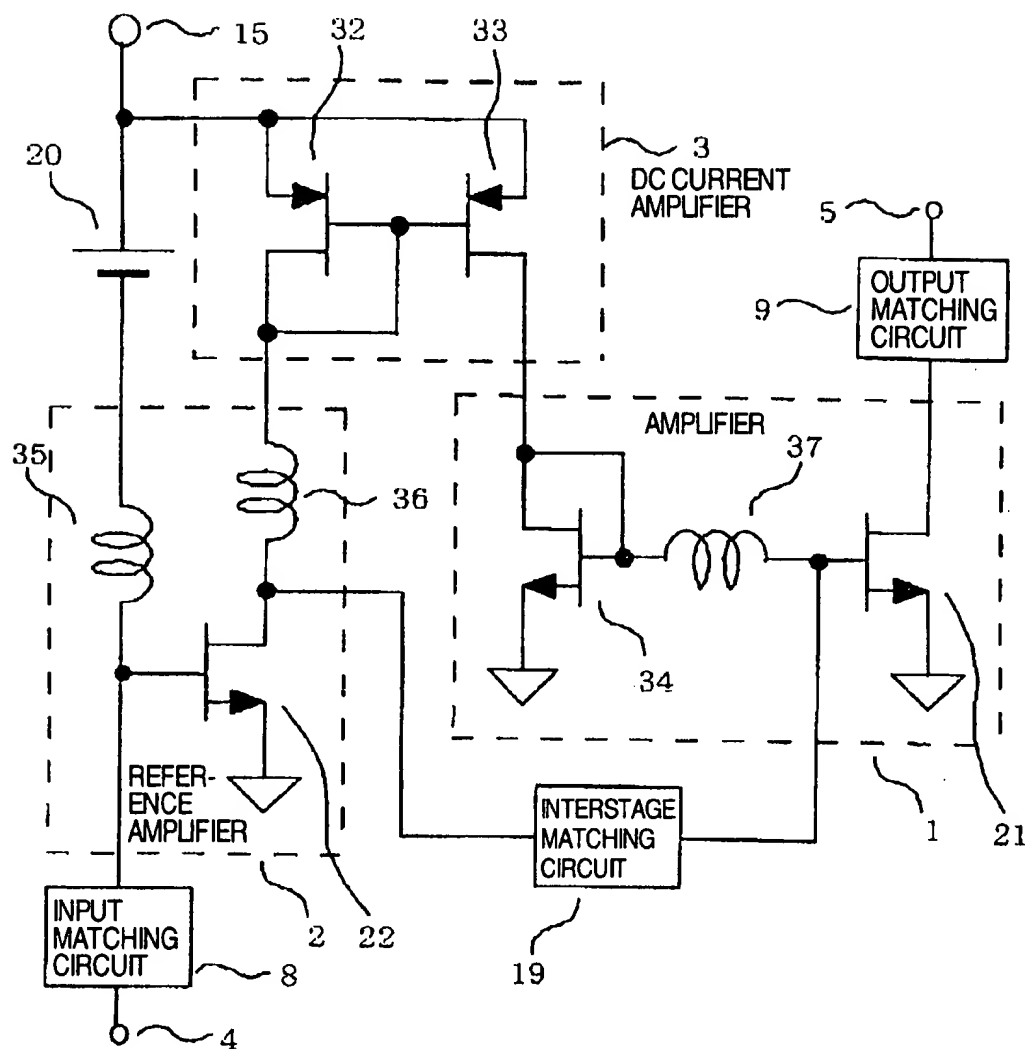 15
32
33
20
3
DC CURRENT
AMPLIFIER
5
9
OUTPUT
MATCHING
CIRCUIT
AMPLIFIER
35
36
37
34
REFER-
ENCE
AMPLIFIER
INTERSTAGE
MATCHING
CIRCUIT
1
21
INPUT
MATCHING
CIRCUIT
2
22
19
8
4